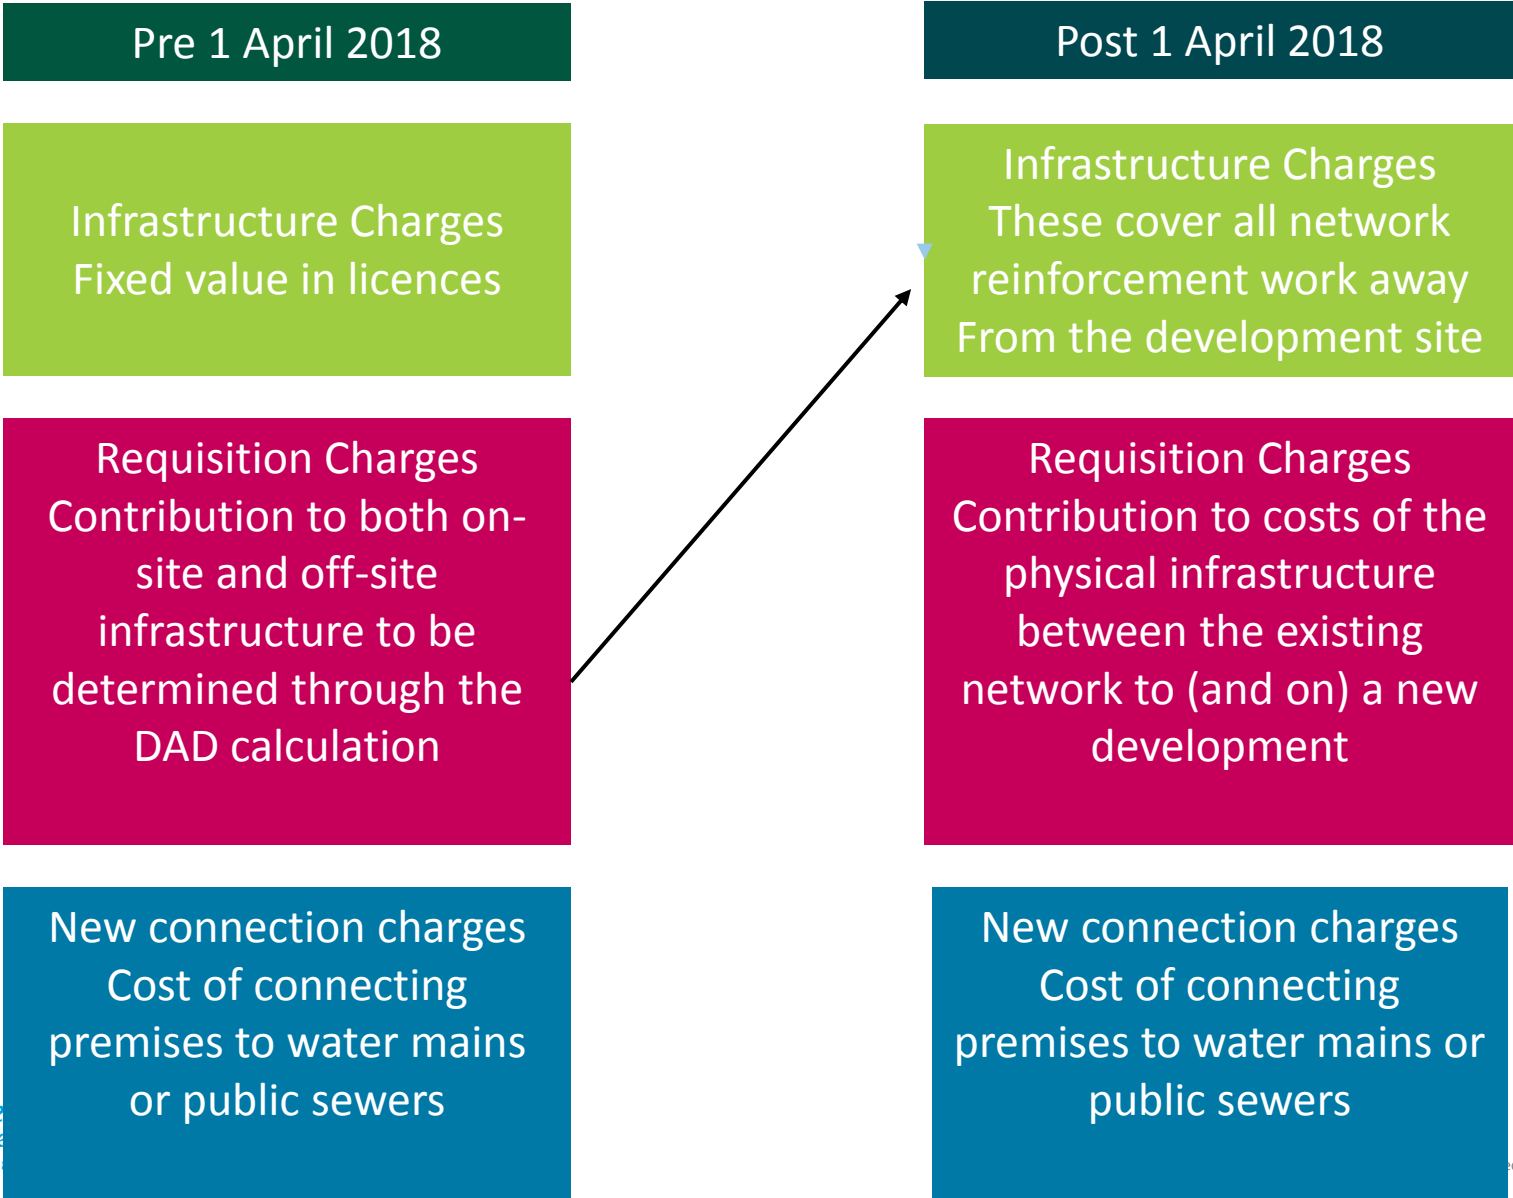 Pre 1 April 2018
Post 1 April 2018
Infrastructure Charges
Fixed value in licences
Infrastructure Charges
These cover all network
reinforcement work away
From the development site
Requisition Charges
Contribution to both on-
site and off-site
infrastructure to be
determined through the
DAD calculation
Requisition Charges
Contribution to costs of the
physical infrastructure
between the existing
network to (and on) a new
development
New connection charges
Cost of connecting
premises to water mains
or public sewers
New connection charges
Cost of connecting
premises to water mains or
public sewers